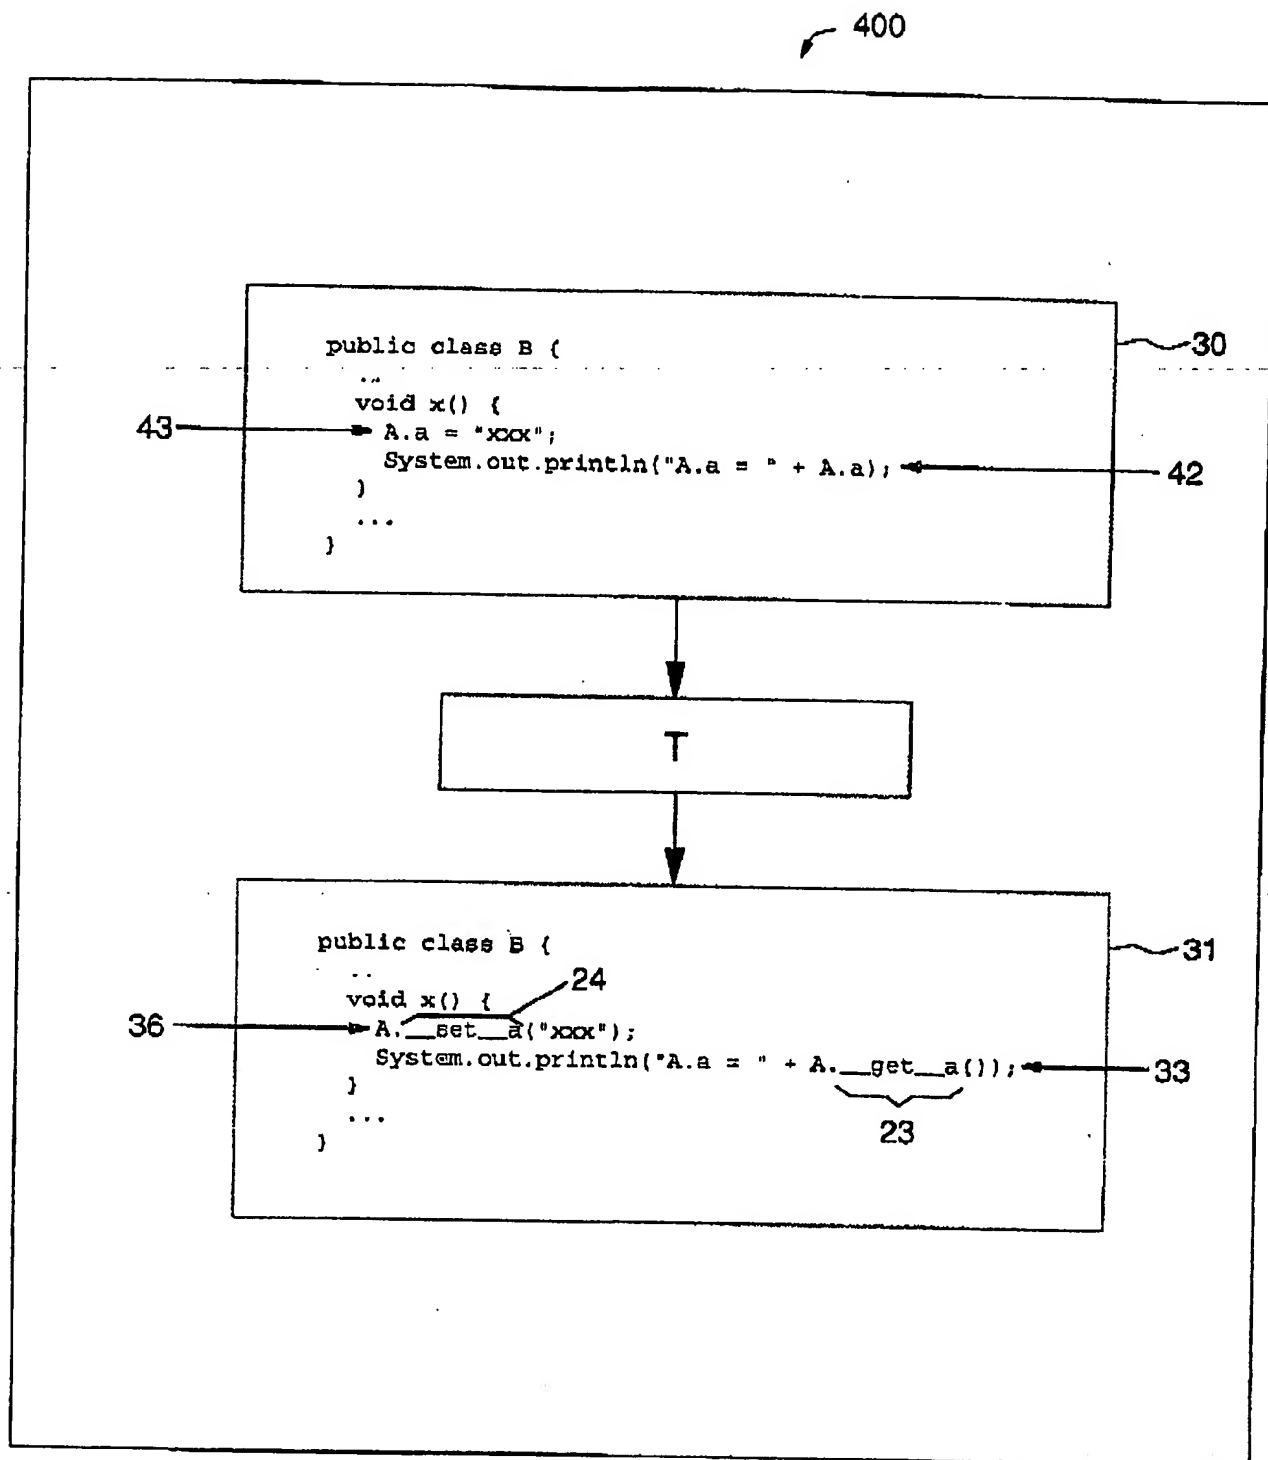 400
public class B {
30
..
void x() {
43
A.a = "xxx";
System.out.println("A.a = " + A.a);
42
}
...
}
T
public class B {
31
..
24
void x() {
36
A.__set__a("xxx");
System.out.println("A.a = " + A.__get__a());
33
}
23
...
}